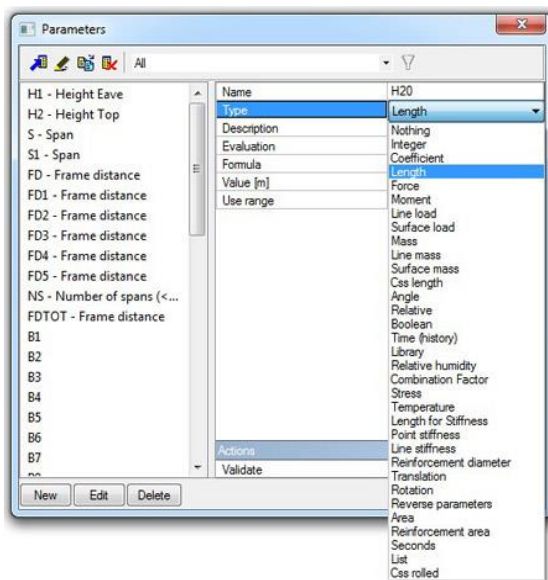 Parameters
All
H1 - Height Eave
H2 - Height Top
S - Span
S1 - Span
FD - Frame distance
FD1 - Frame distance
FD2 - Frame distance
FD3 - Frame distance
FD4 - Frame distance
FD5 - Frame distance
NS - Number of spans (<...
FDTOT - Frame distance
B1
B2
B3
B4
B5
B6
B7
Name H20
Type Length
Description
Evaluation
Formula
Value [m]
Use range
Nothing
Integer
Coefficient
Length
Force
Moment
Line load
Surface load
Mass
Line mass
Surface mass
Css length
Angle
Relative
Boolean
Time (history)
Library
Relative humidity
Combination Factor
Stress
Temperature
Length for Stiffness
Point stiffness
Line stiffness
Reinforcement diameter
Translation
Rotation
Reverse parameters
Area
Reinforcement area
Seconds
List
Css rolled
Actions
Validate
New Edit Delete